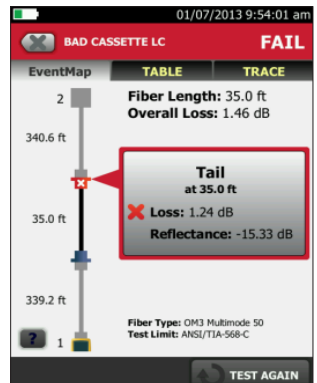 01/07/2013 9:54:01 am
BAD CASSETTE LC
FAIL
EventMap
TABLE
TRACE
2
Fiber Length: 35.0 ft
Overall Loss: 1.46 dB
340.6 ft
Tail
at 35.0 ft
Loss: 1.24 dB
Reflectance: -15.33 dB
35.0 ft
339.2 ft
Fiber Type: OM3 Multimode 50
Test Limit: ANSI/TIA-568-C
?
1
TEST AGAIN